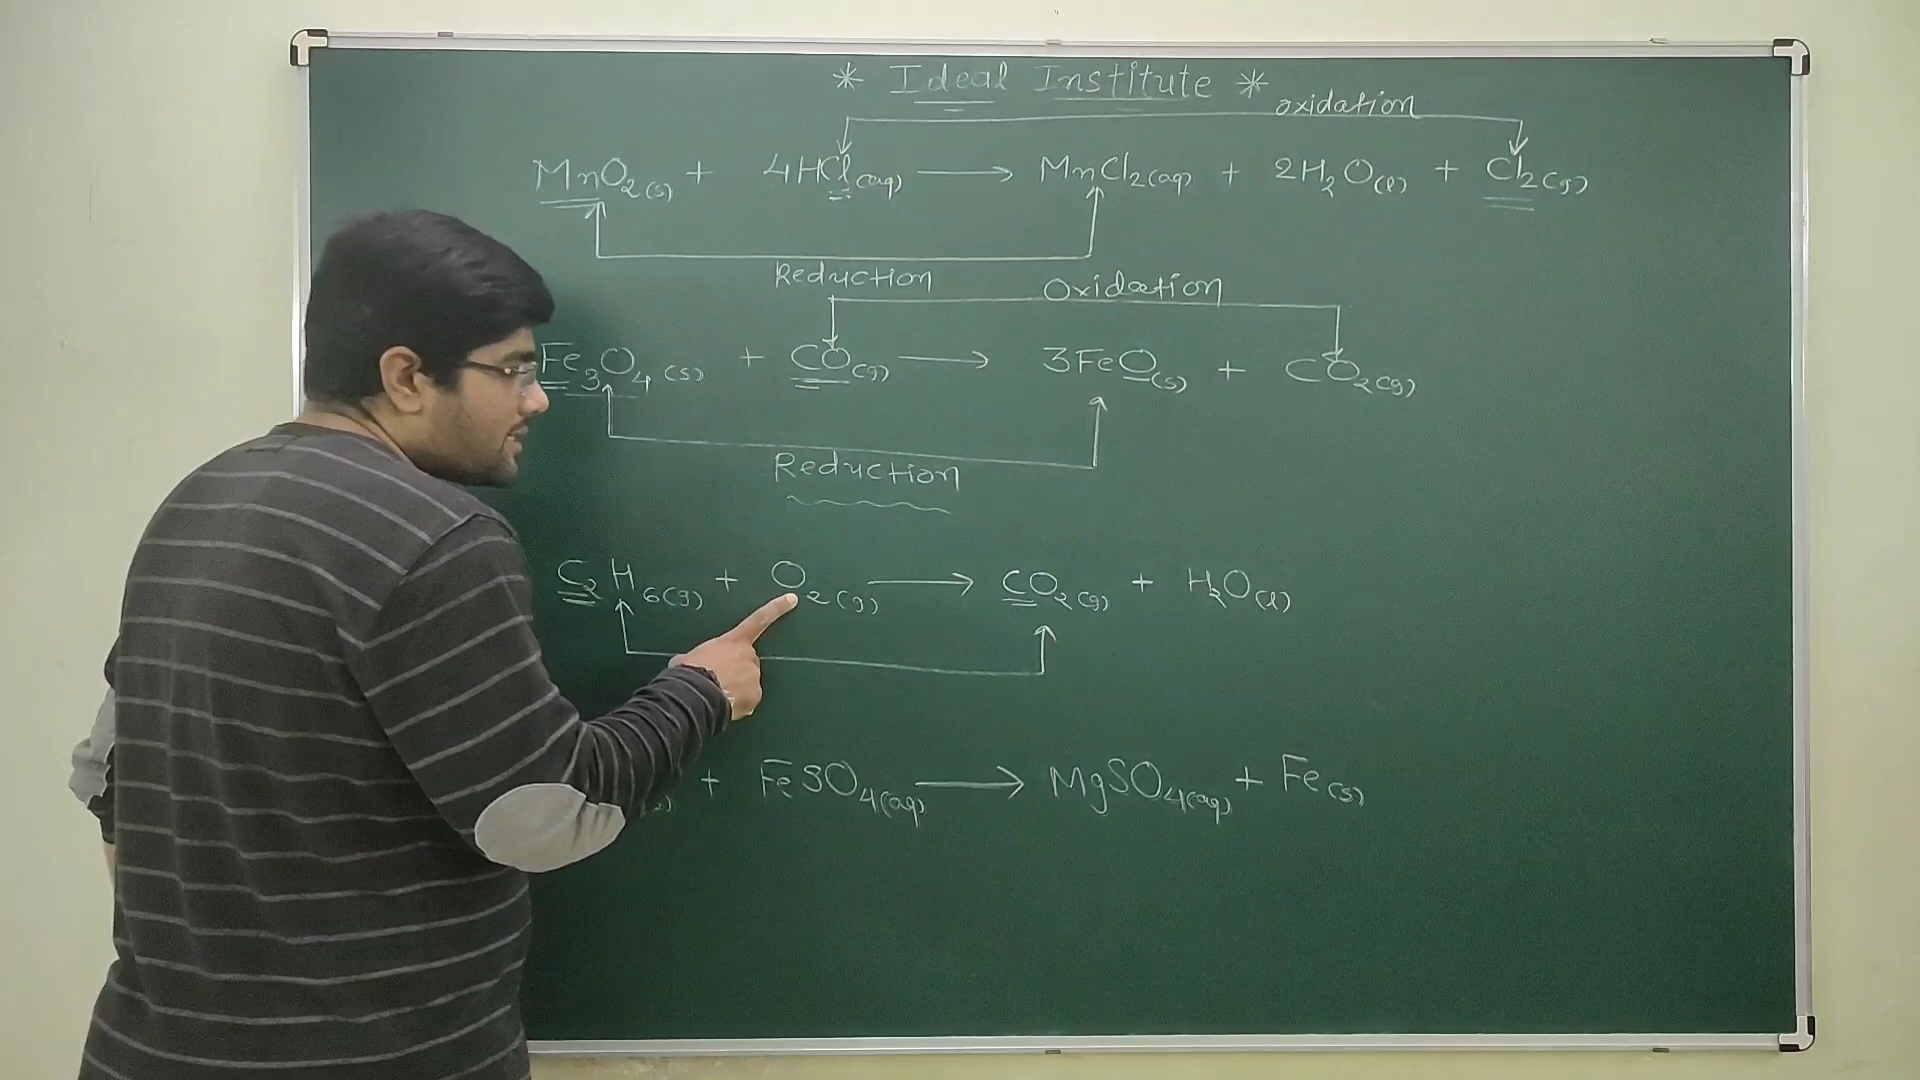 * Ideal Institute *
oxidation
MnO2(s) + 4HCl(aq) ⟶ MnCl2(aq) + 2H2O(l) + Cl2(g)
Reduction
Oxidation
Fe3O4(s) + CO(g) ⟶ 3FeO(s) + CO2(g)
Reduction
C2H6(g) + O2(g) ⟶ CO2(g) + H2O(l)
+ FeSO4(aq) ⟶ MgSO4(aq) + Fe(s)